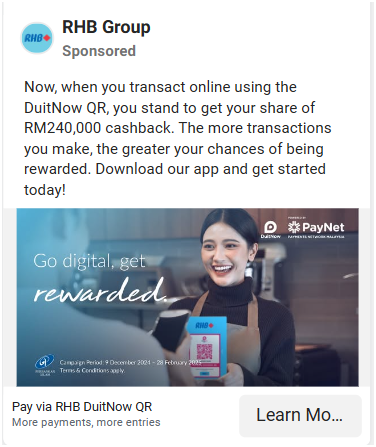 RHB
RHB Group
Sponsored
Now, when you transact online using the
DuitNow QR, you stand to get your share of
RM240,000 cashback. The more transactions
you make, the greater your chances of being
rewarded. Download our app and get started
today!
DuitNow
POWERED BY
PayNet
PAYMENTS NETWORK MALAYSIA
Go digital, get
rewarded.
RHB
Campaign Period: 9 December 2024 – 28 February 2025
Terms & Conditions apply.
Pay via RHB DuitNow QR
More payments, more entries
Learn Mo...